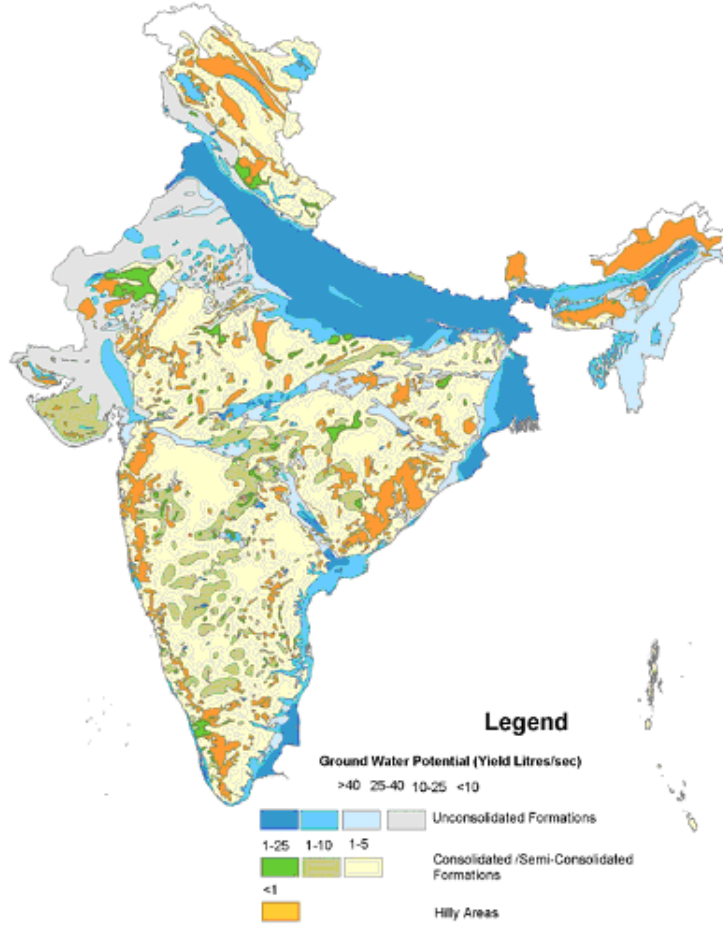 Legend
Ground Water Potential (Yield Litres/sec)
>40 25-40 10-25 <10
Unconsolidated Formations
1-25 1-10 1-5
Consolidated /Semi-Consolidated
Formations
<1
Hilly Areas